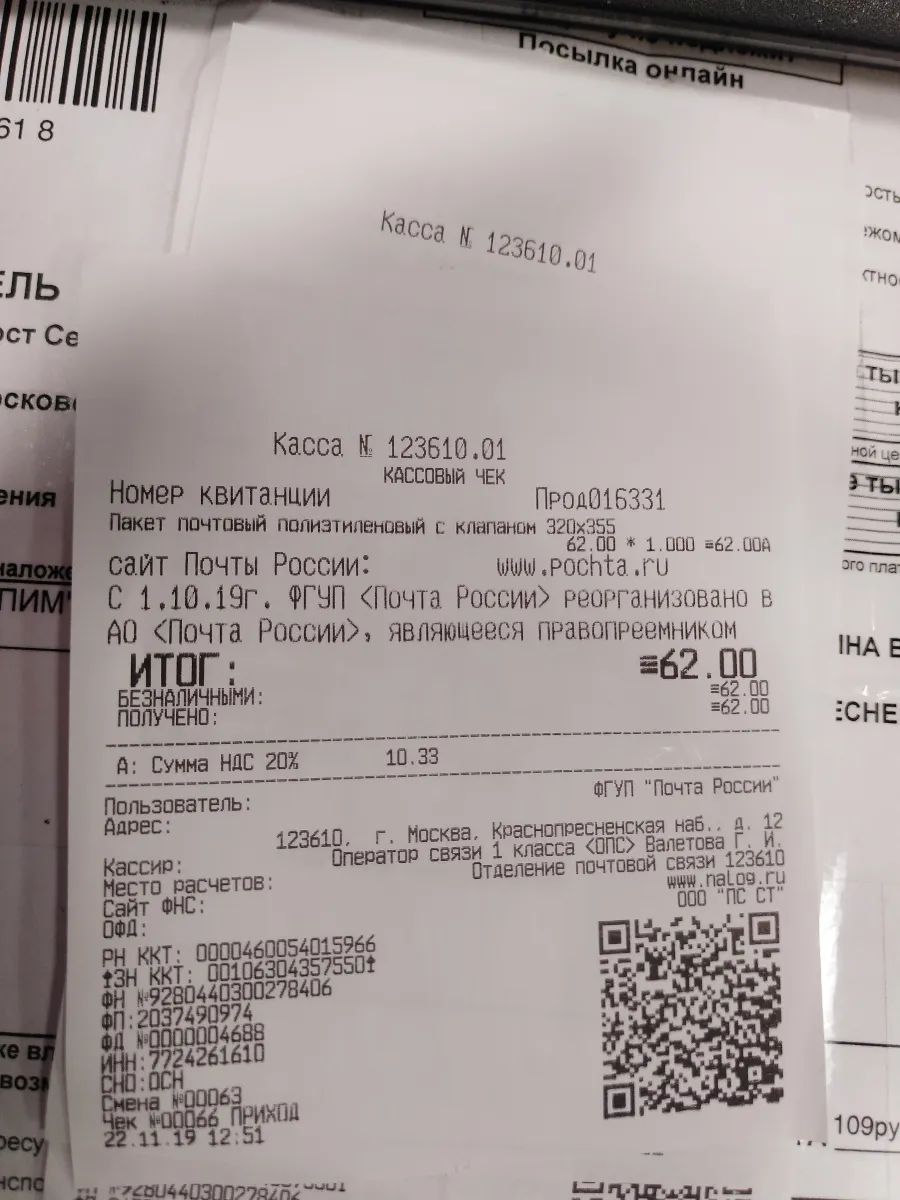 Посылка онлайн
61 8
Касса № 123610.01
Касса № 123610.01
КАССОВЫЙ ЧЕК
Номер квитанции Прод016331
Пакет почтовый полиэтиленовый с клапаном 320х355
62.00 * 1.000 ≡62.00А
сайт Почты России: www.pochta.ru
С 1.10.19г. ФГУП <Почта России> реорганизовано в
АО <Почта России>, являющееся правопреемником
ИТОГ: ≡62.00
БЕЗНАЛИЧНЫМИ: ≡62.00
ПОЛУЧЕНО: ≡62.00
А: Сумма НДС 20% 10.33
Пользователь: ФГУП "Почта России"
Адрес:
123610, г. Москва, Краснопресненская наб., д. 12
Кассир: Оператор связи 1 класса <ОПС> Валетова Г. И.
Место расчетов: Отделение почтовой связи 123610
Сайт ФНС: www.nalog.ru
ОФД: ООО "ПС СТ"
РН ККТ: 0000460054015966
↑ЗН ККТ: 00106304357550↑
ФН №9280440300278406
ФП:2037490974
ФД №0000004688
ИНН:7724261610
СНО:ОСН
Смена №00063
Чек №00066 ПРИХОД
22.11.19 12:51
ЕЛЬ
ост Се
ения
ИНА В
109ру